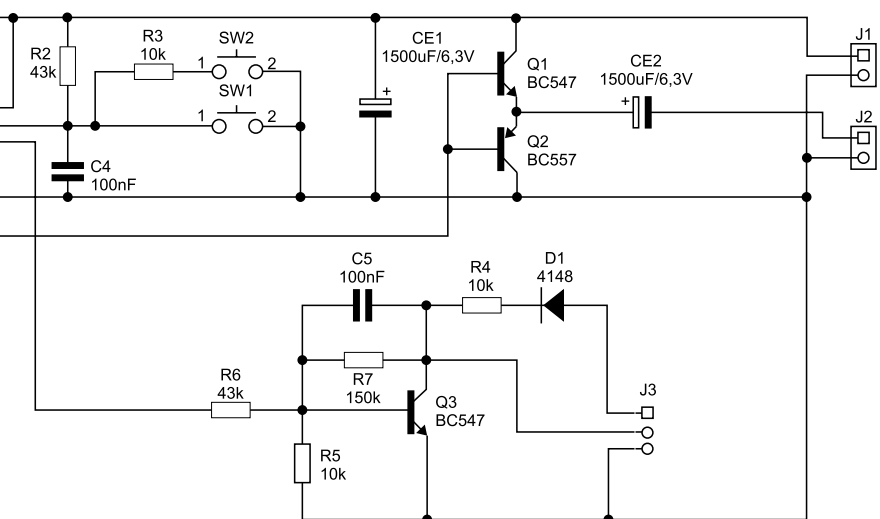 J1
R3
10k
SW2
1
2
CE1
1500uF/6,3V
Q1
BC547
CE2
1500uF/6,3V
+
+
R2
43k
SW1
1
2
J2
Q2
BC557
C4
100nF
C5
100nF
R4
10k
D1
4148
R6
43k
R7
150k
J3
Q3
BC547
R5
10k